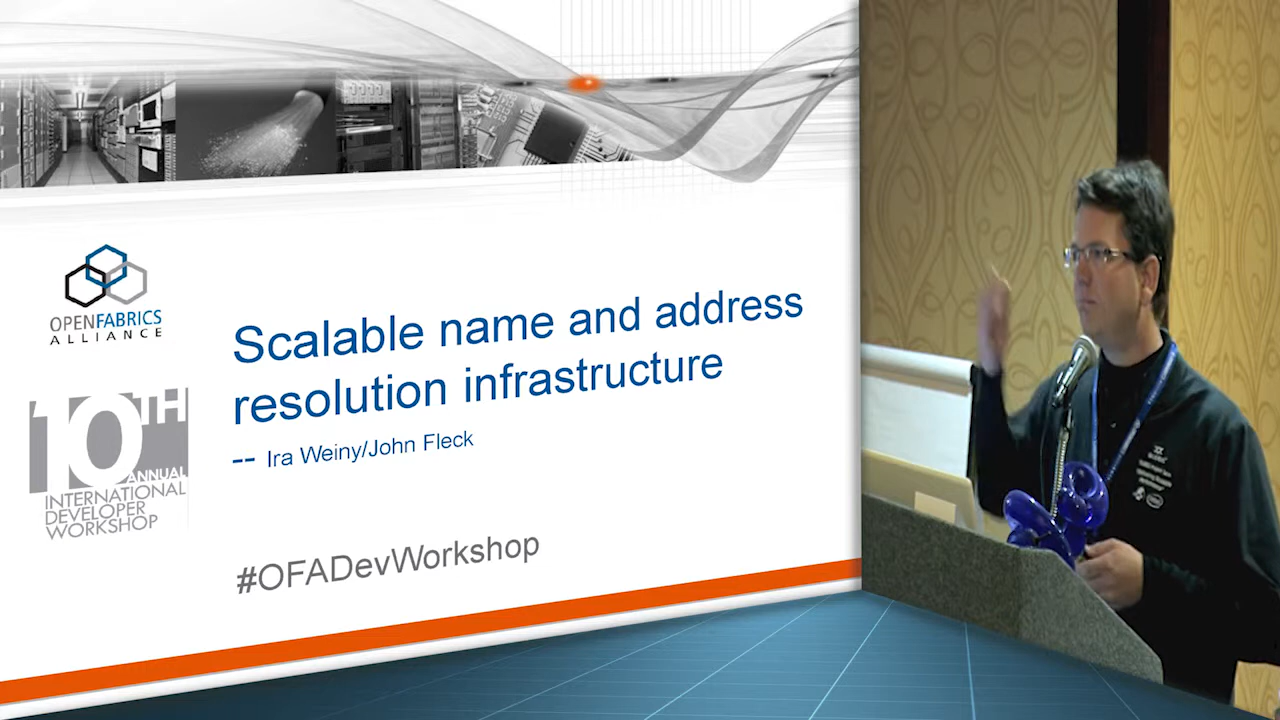 OPENFABRICS
ALLIANCE
10TH
ANNUAL
INTERNATIONAL
DEVELOPER
WORKSHOP
Scalable name and address
resolution infrastructure
-- Ira Weiny/John Fleck
#OFADevWorkshop